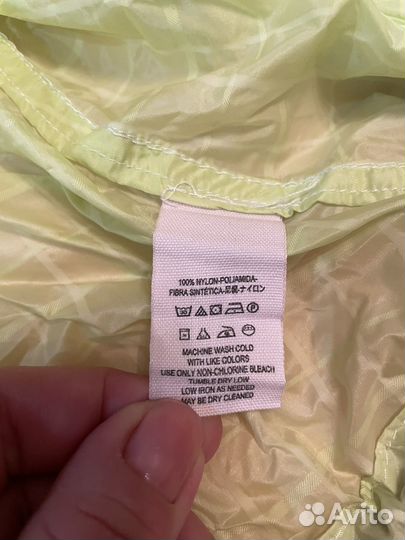 100% NYLON-POLIAMIDA-
FIBRA SINTÉTICA-尼龍-ナイロン
MACHINE WASH COLD
WITH LIKE COLORS
USE ONLY NON-CHLORINE BLEACH
TUMBLE DRY LOW
LOW IRON AS NEEDED
MAY BE DRY CLEANED
Avito